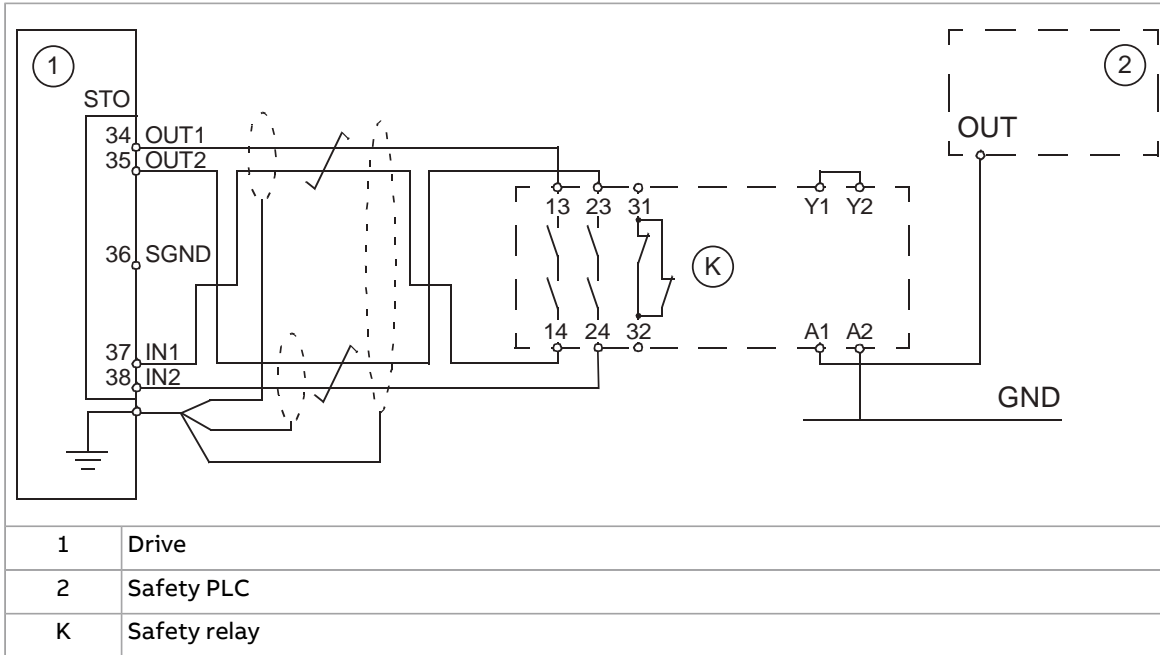 1
2
STO
OUT
34 OUT1
35 OUT2
13 23 31
Y1 Y2
36 SGND
K
14 24 32
A1 A2
37 IN1
38 IN2
GND
1 Drive
2 Safety PLC
K Safety relay